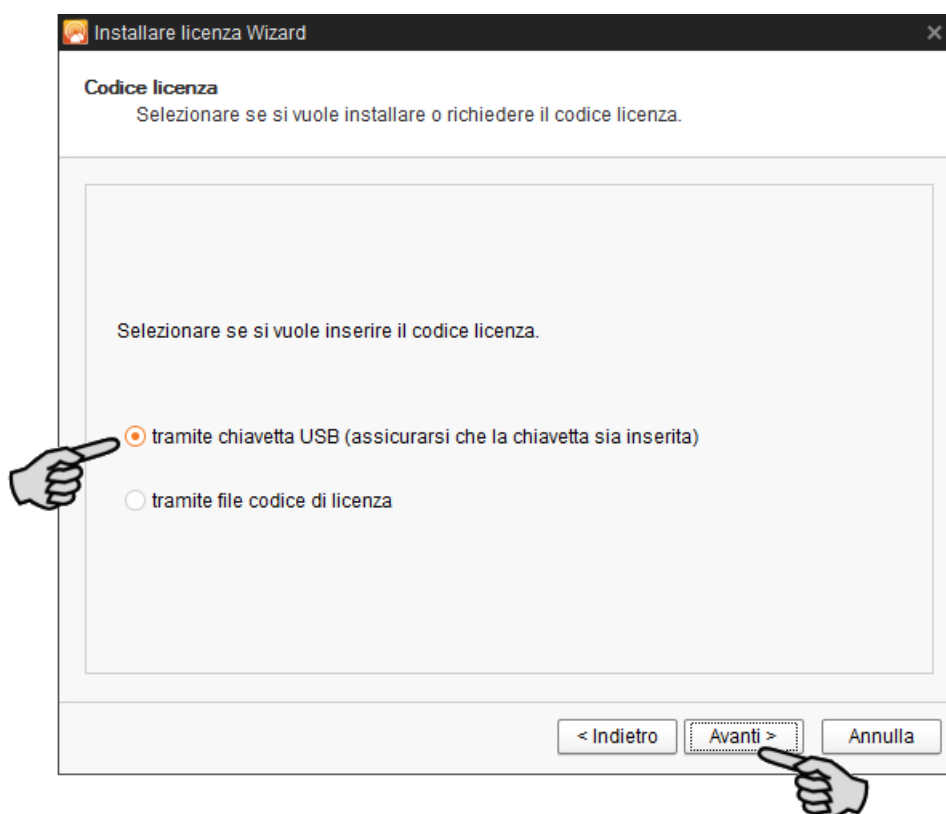 Installare licenza Wizard
Codice licenza
Selezionare se si vuole installare o richiedere il codice licenza.
Selezionare se si vuole inserire il codice licenza.
tramite chiavetta USB (assicurarsi che la chiavetta sia inserita)
tramite file codice di licenza
< Indietro Avanti > Annulla